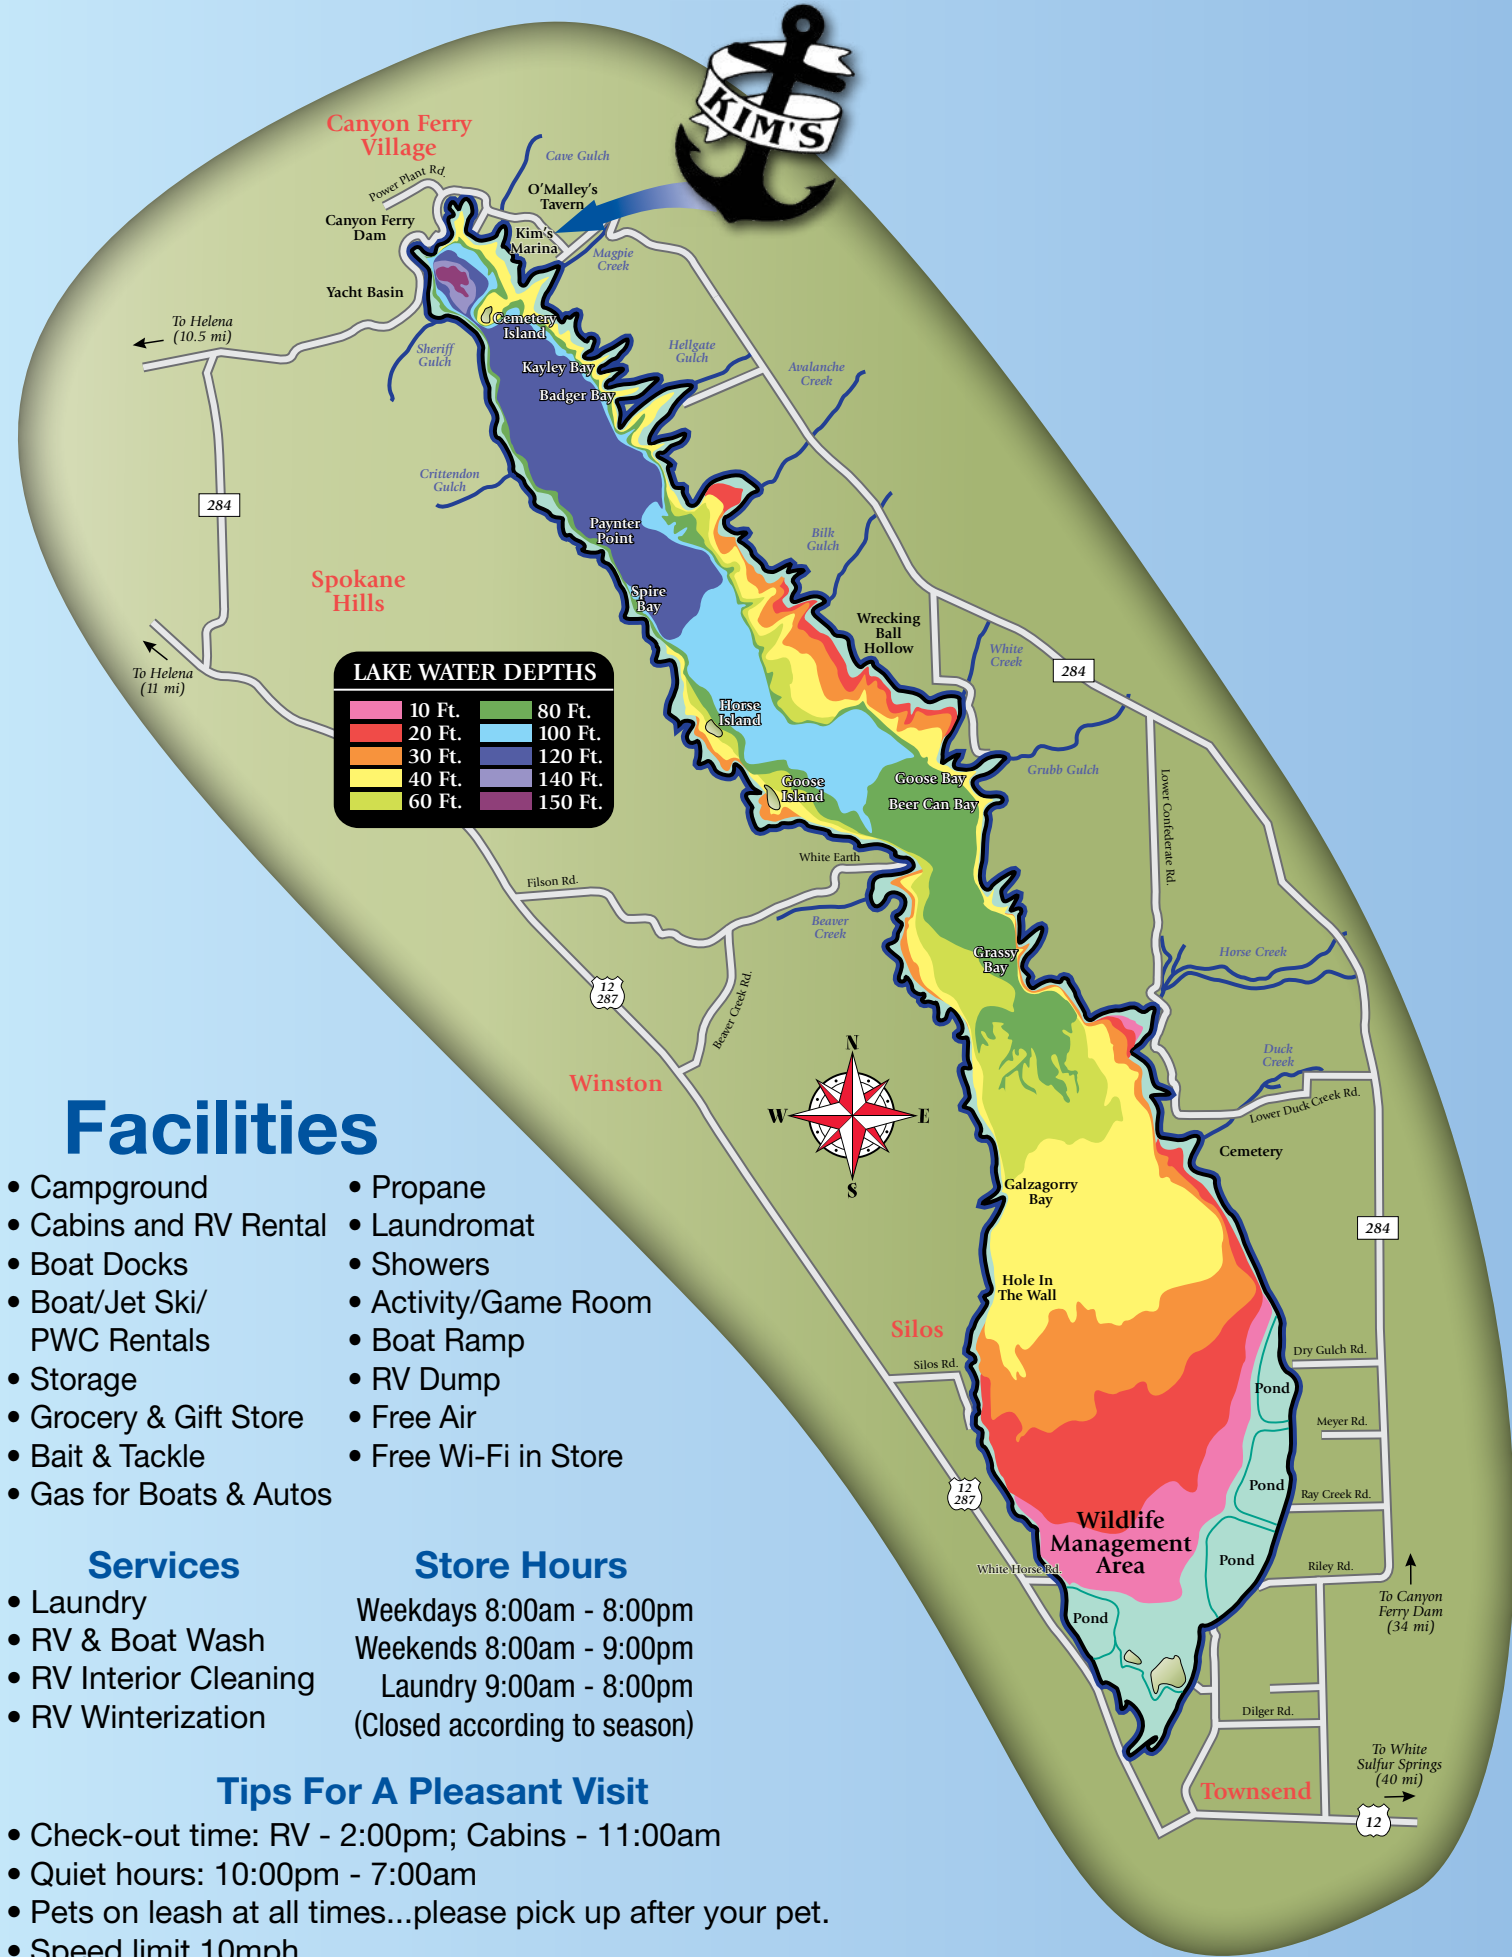 KIM'S
Canyon Ferry
Village
Power Plant Rd.
Cave Gulch
O'Malley's
Tavern
Canyon Ferry
Dam
Kim's
Marina
Magpie
Creek
Yacht Basin
To Helena
(10.5 mi)
Cemetery
Island
Sheriff
Gulch
Hellgate
Gulch
Kayley Bay
Avalanche
Creek
Badger Bay
Crittendon
Gulch
284
Paynter
Point
Bilk
Gulch
Spokane
Hills
Spire
Bay
Wrecking
Ball
Hollow
White
Creek
284
To Helena
(11 mi)
LAKE WATER DEPTHS
10 Ft.
20 Ft.
30 Ft.
40 Ft.
60 Ft.
80 Ft.
100 Ft.
120 Ft.
140 Ft.
150 Ft.
Horse
Island
Grubb Gulch
Goose
Island
Goose Bay
Beer Can Bay
Lower Confederate Rd.
White Earth
Filson Rd.
Beaver
Creek
Grassy
Bay
Horse Creek
12
287
Beaver Creek Rd.
Duck
Creek
Winston
N
W
E
S
Lower Duck Creek Rd.
Cemetery
Galzagorry
Bay
284
Hole In
The Wall
Silos
Silos Rd.
Dry Gulch Rd.
Pond
Meyer Rd.
12
287
Pond
Ray Creek Rd.
Wildlife
Management
Area
Pond
White Horse Rd.
Riley Rd.
To Canyon
Ferry Dam
(34 mi)
Pond
Dilger Rd.
To White
Sulfur Springs
(40 mi)
Townsend
12
Facilities
• Campground
• Cabins and RV Rental
• Boat Docks
• Boat/Jet Ski/
PWC Rentals
• Storage
• Grocery & Gift Store
• Bait & Tackle
• Gas for Boats & Autos
• Propane
• Laundromat
• Showers
• Activity/Game Room
• Boat Ramp
• RV Dump
• Free Air
• Free Wi-Fi in Store
Services
• Laundry
• RV & Boat Wash
• RV Interior Cleaning
• RV Winterization
Store Hours
Weekdays 8:00am - 8:00pm
Weekends 8:00am - 9:00pm
Laundry 9:00am - 8:00pm
(Closed according to season)
Tips For A Pleasant Visit
• Check-out time: RV - 2:00pm; Cabins - 11:00am
• Quiet hours: 10:00pm - 7:00am
• Pets on leash at all times...please pick up after your pet.
• Speed limit 10mph